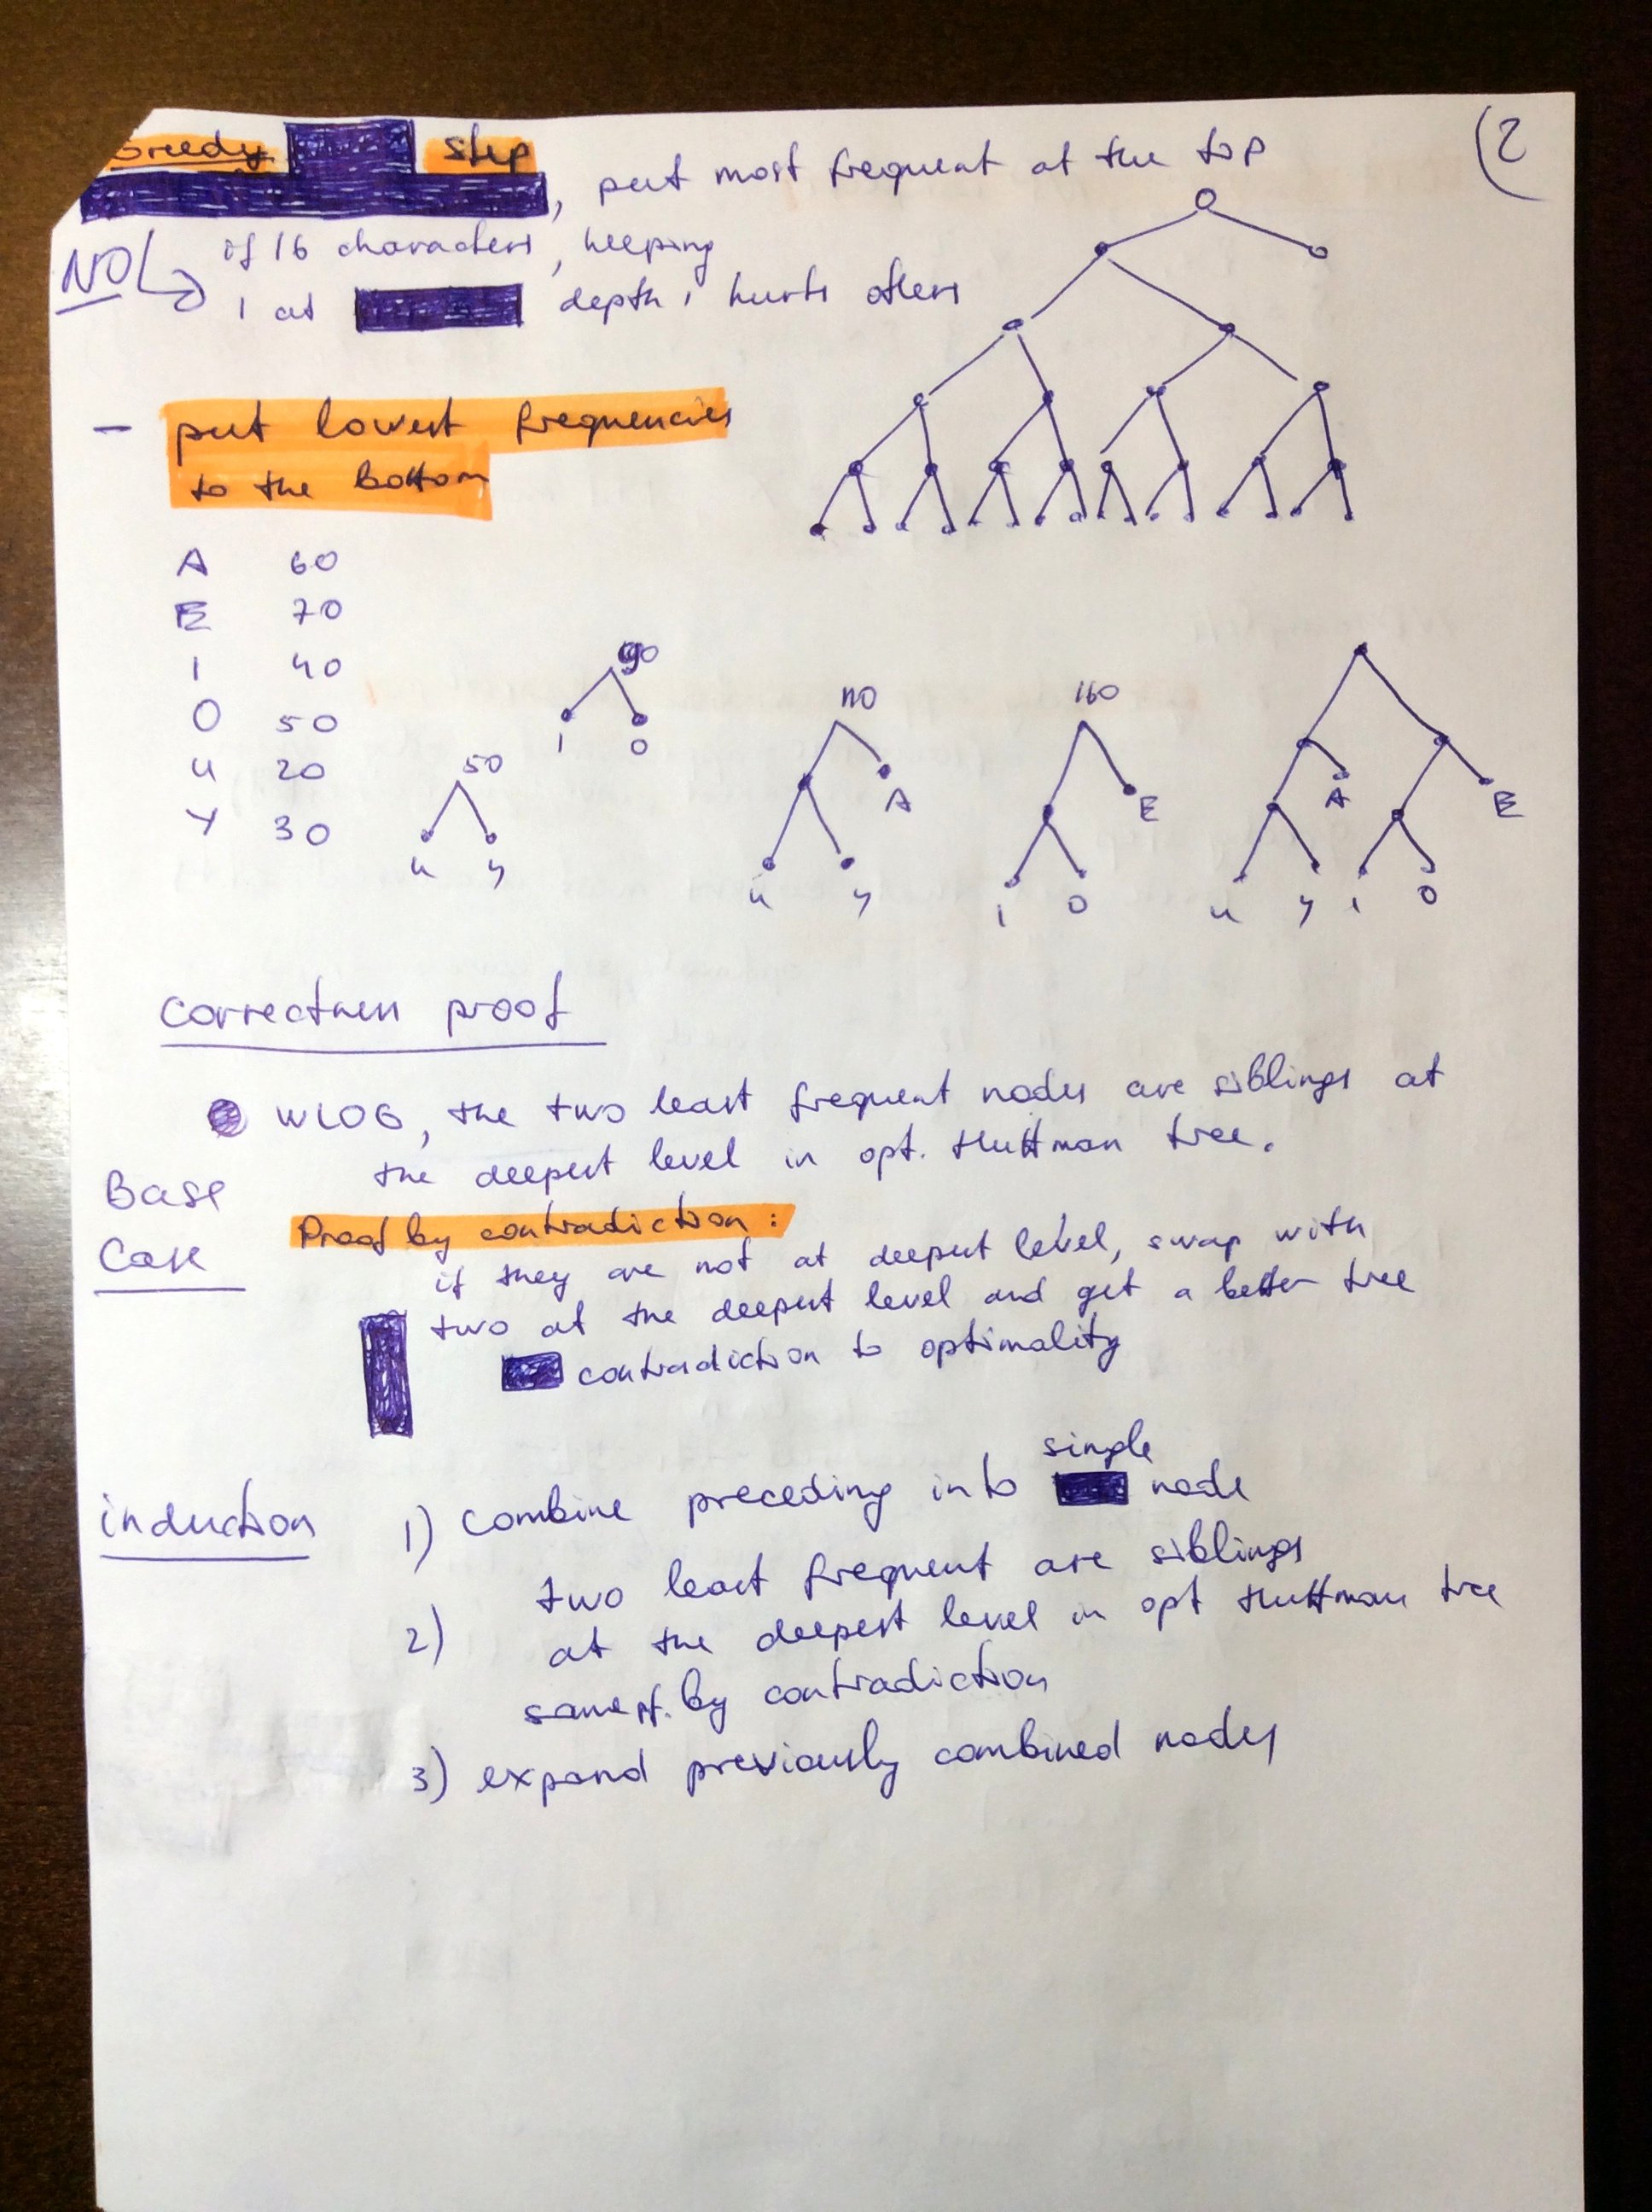 Greedy step
, put most frequent at the top
(2
NO
if 16 characters, keeping
1 at depth 1 hurts others
- put lowest frequencies
to the bottom
A 60
E 70
I 40
O 50
U 20
Y 30
50
u y
90
I O
110
A
u y
160
E
I O
A E
u y I O
Correctness proof
WLOG, the two least frequent nodes are siblings at
the deepest level in opt. Huffman tree.
Base
Case
Proof by contradiction:
if they are not at deepest level, swap with
two at the deepest level and get a better tree
contradiction to optimality
induction
single
1) Combine preceding into node
two least frequent are siblings
2) at the deepest level in opt Huffman tree
same pf. by contradiction
3) expand previously combined nodes